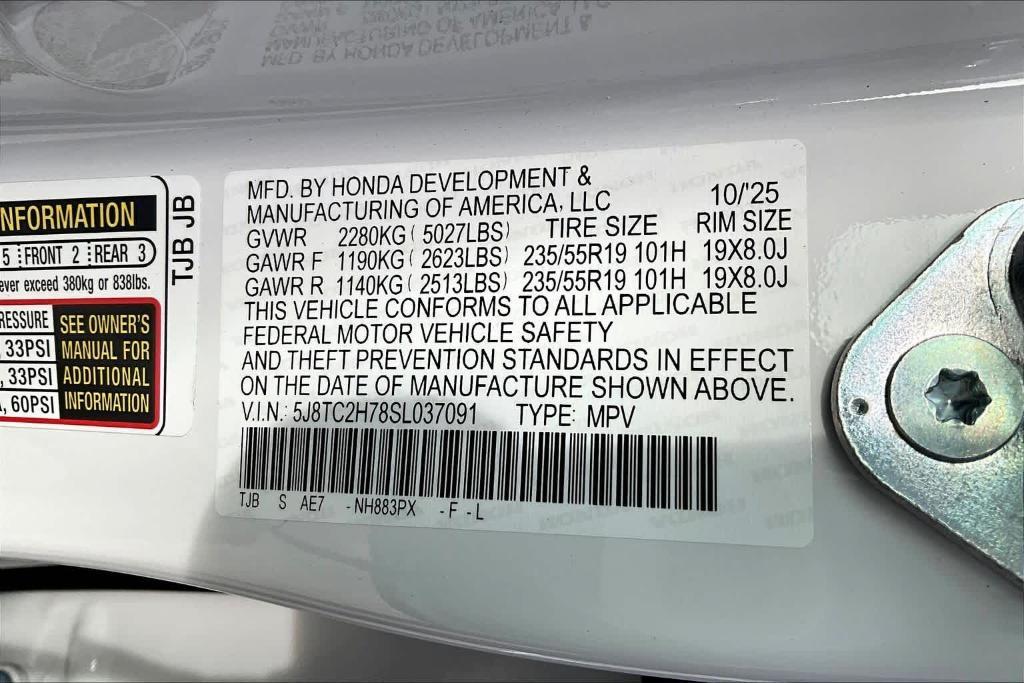 NFORMATION
5 FRONT 2 REAR 3
ever exceed 380kg or 838lbs.
RESSURE
, 33PSI
, 33PSI
, 60PSI
SEE OWNER'S
MANUAL FOR
ADDITIONAL
INFORMATION
TJB JB
MFD. BY HONDA DEVELOPMENT &
MANUFACTURING OF AMERICA, LLC 10/'25
GVWR 2280KG(5027LBS) TIRE SIZE RIM SIZE
GAWR F 1190KG(2623LBS) 235/55R19 101H 19X8.0J
GAWR R 1140KG(2513LBS) 235/55R19 101H 19X8.0J
THIS VEHICLE CONFORMS TO ALL APPLICABLE
FEDERAL MOTOR VEHICLE SAFETY
AND THEFT PREVENTION STANDARDS IN EFFECT
ON THE DATE OF MANUFACTURE SHOWN ABOVE.
V.I.N.: 5J8TC2H78SL037091 TYPE: MPV
TJB S AE7 -NH883PX -F -L